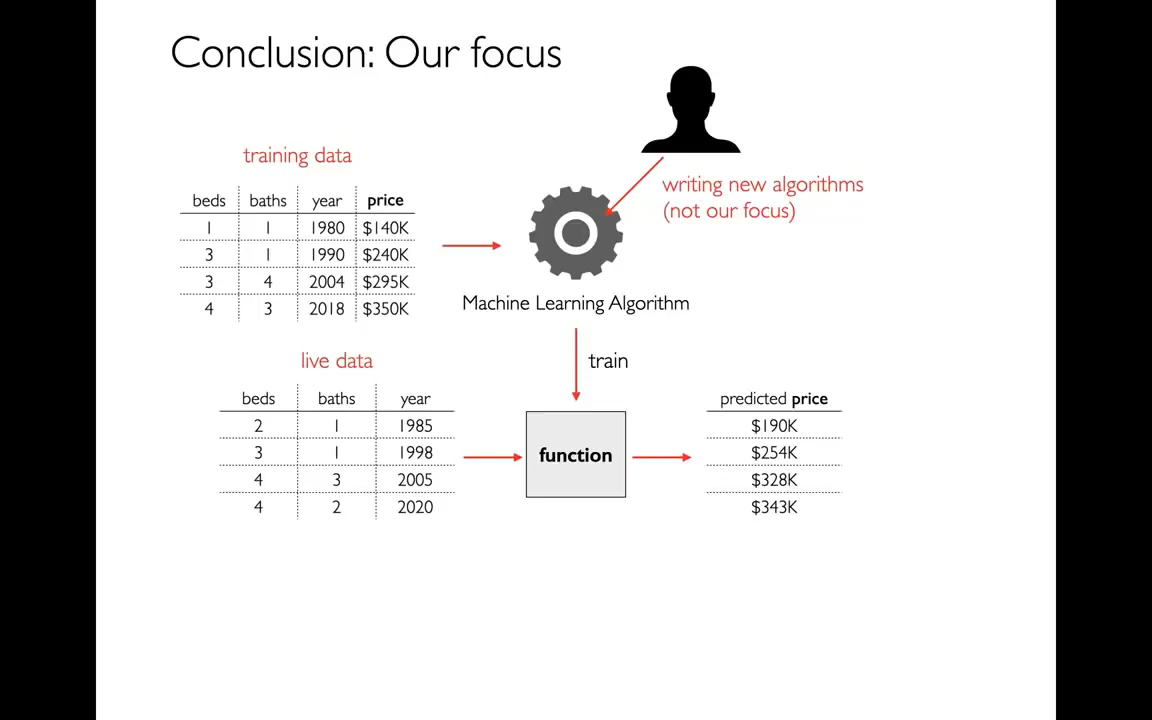 Conclusion: Our focus
writing new algorithms
(not our focus)
training data
beds baths year price
1 1 1980 $140K
3 1 1990 $240K
3 4 2004 $295K
4 3 2018 $350K
Machine Learning Algorithm
train
live data
beds baths year
2 1 1985
3 1 1998
4 3 2005
4 2 2020
function
predicted price
$190K
$254K
$328K
$343K